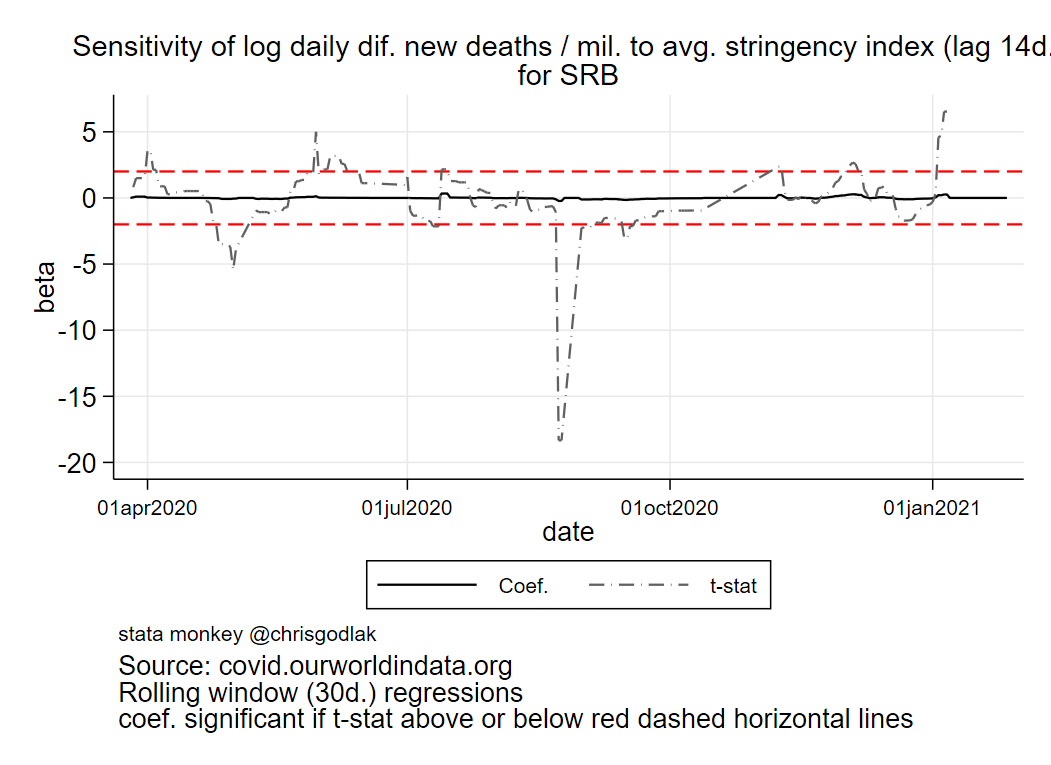 Sensitivity of log daily dif. new deaths / mil. to avg. stringency index (lag 14d.
for SRB
5
0
-5
-10
-15
-20
beta
01apr2020
01jul2020
01oct2020
01jan2021
date
Coef.
t-stat
stata monkey @chrisgodlak
Source: covid.ourworldindata.org
Rolling window (30d.) regressions
coef. significant if t-stat above or below red dashed horizontal lines